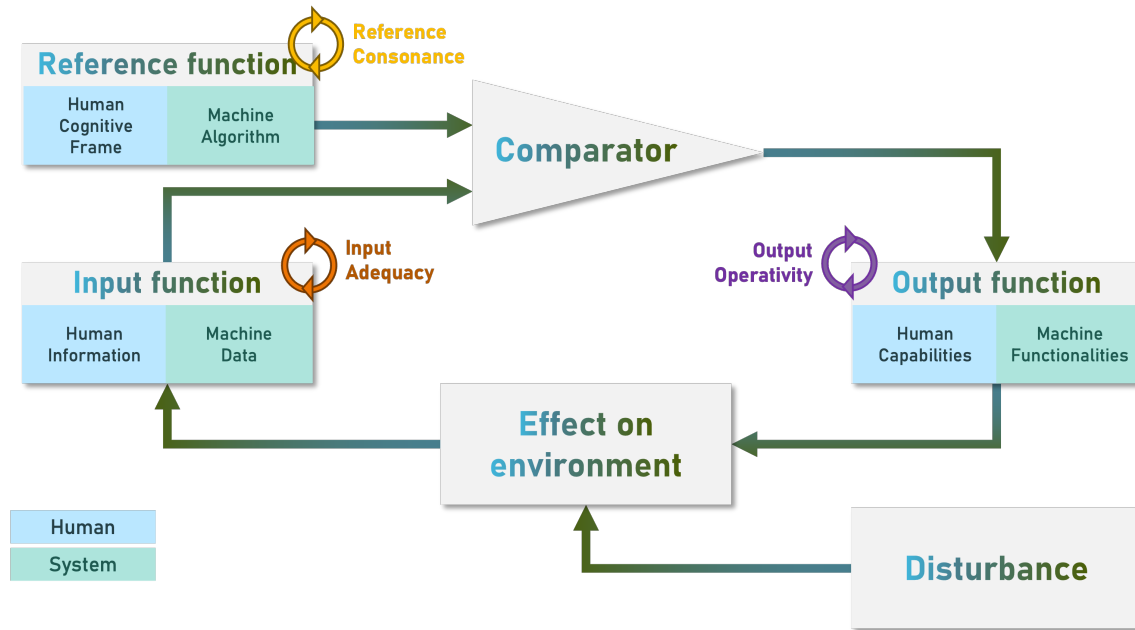 Reference
Consonance
Reference function
Human
Cognitive
Frame
Machine
Algorithm
Comparator
Input
Adequacy
Output
Operativity
Input function
Output function
Human
Information
Machine
Data
Human
Capabilities
Machine
Functionalities
Effect on
environment
Human
System
Disturbance